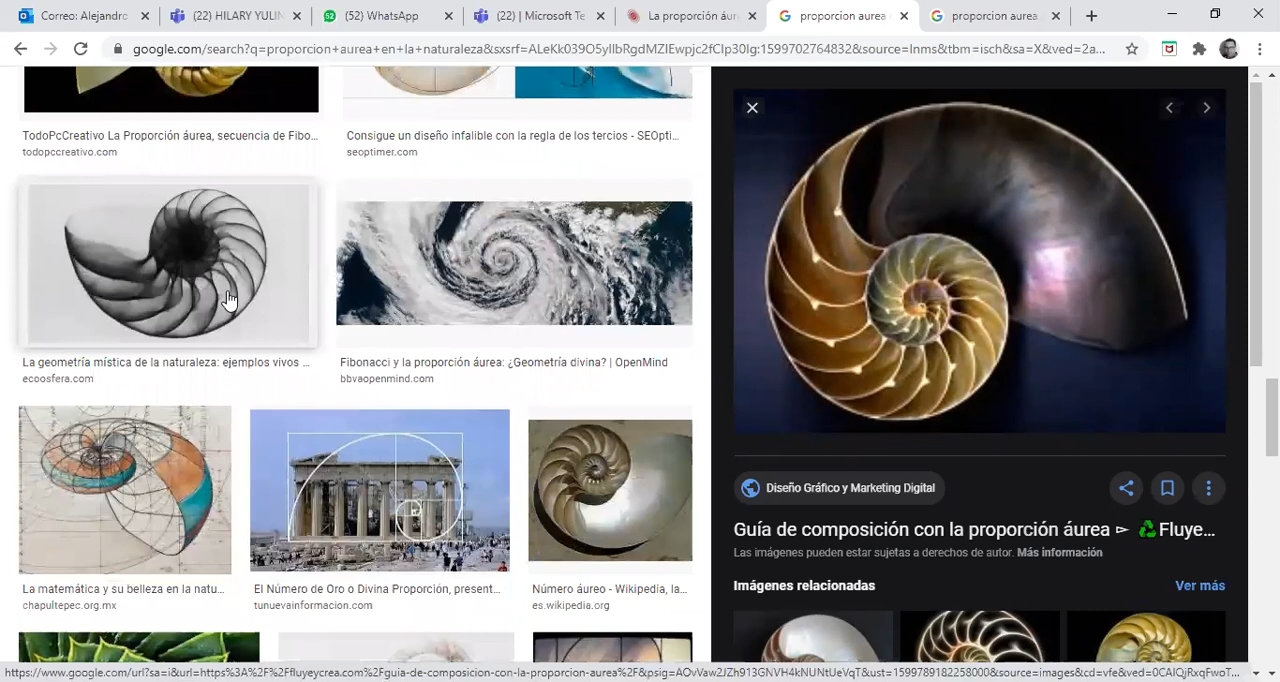 Correo: Alejandro
(22) HILARY YULIN
(52) WhatsApp
(22) | Microsoft Te
La proporción áur
proporcion aurea
proporcion aurea
google.com/search?q=proporcion+aurea+en+la+naturaleza&sxsrf=ALeKk039O5yIlbRgdMZIEwpjc2fClp30Ig:1599702764832&source=lnms&tbm=isch&sa=X&ved=2a...
TodoPcCreativo La Proporción áurea, secuencia de Fibo...
todopccreativo.com
Consigue un diseño infalible con la regla de los tercios - SEOpti...
seoptimer.com
La geometría mística de la naturaleza: ejemplos vivos ...
ecoosfera.com
Fibonacci y la proporción áurea: ¿Geometría divina? | OpenMind
bbvaopenmind.com
La matemática y su belleza en la natu...
chapultepec.org.mx
El Número de Oro o Divina Proporción, present...
tunuevainformacion.com
Número áureo - Wikipedia, la...
es.wikipedia.org
Diseño Gráfico y Marketing Digital
Guía de composición con la proporción áurea ▻ ♻Fluye...
Las imágenes pueden estar sujetas a derechos de autor. Más información
Imágenes relacionadas
Ver más
https://www.google.com/url?sa=i&url=https%3A%2F%2Ffluyeycrea.com%2Fguia-de-composicion-con-la-proporcion-aurea%2F&psig=AOvVaw2JZh913GNVH4kNUNtUeVqT&ust=1599789182258000&source=images&cd=vfe&ved=0CAIQjRxqFwoT...